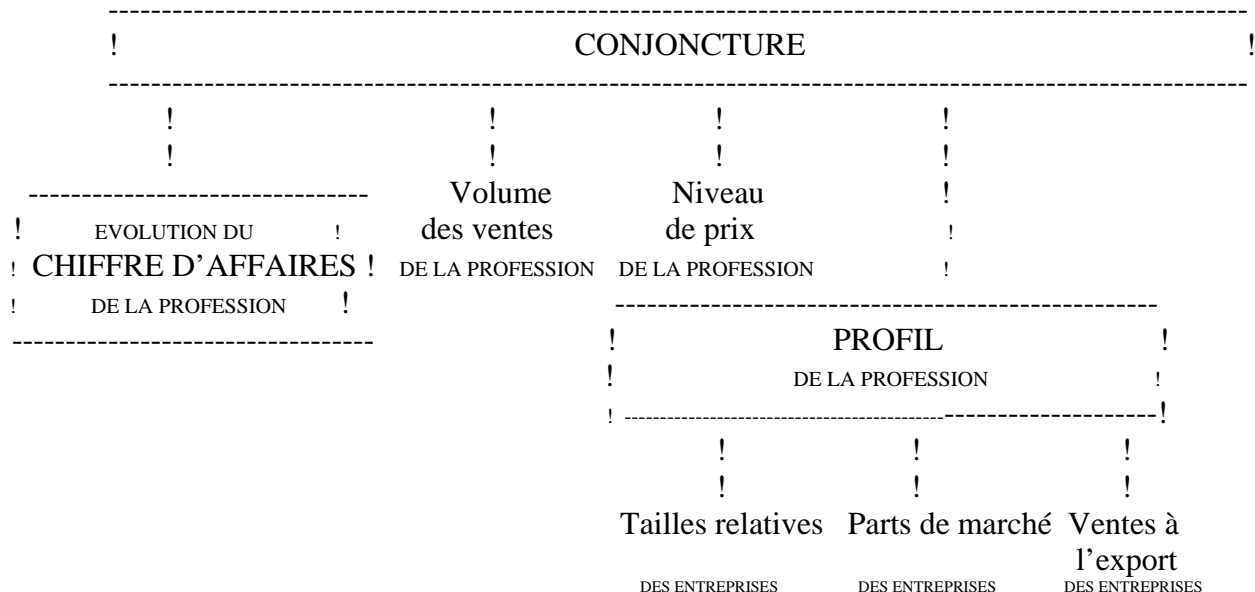 CONJONCTURE
Volume Niveau
EVOLUTION DU des ventes de prix
CHIFFRE D’AFFAIRES DE LA PROFESSION DE LA PROFESSION
DE LA PROFESSION
PROFIL
DE LA PROFESSION
Tailles relatives Parts de marché Ventes à
l’export
DES ENTREPRISES DES ENTREPRISES DES ENTREPRISES